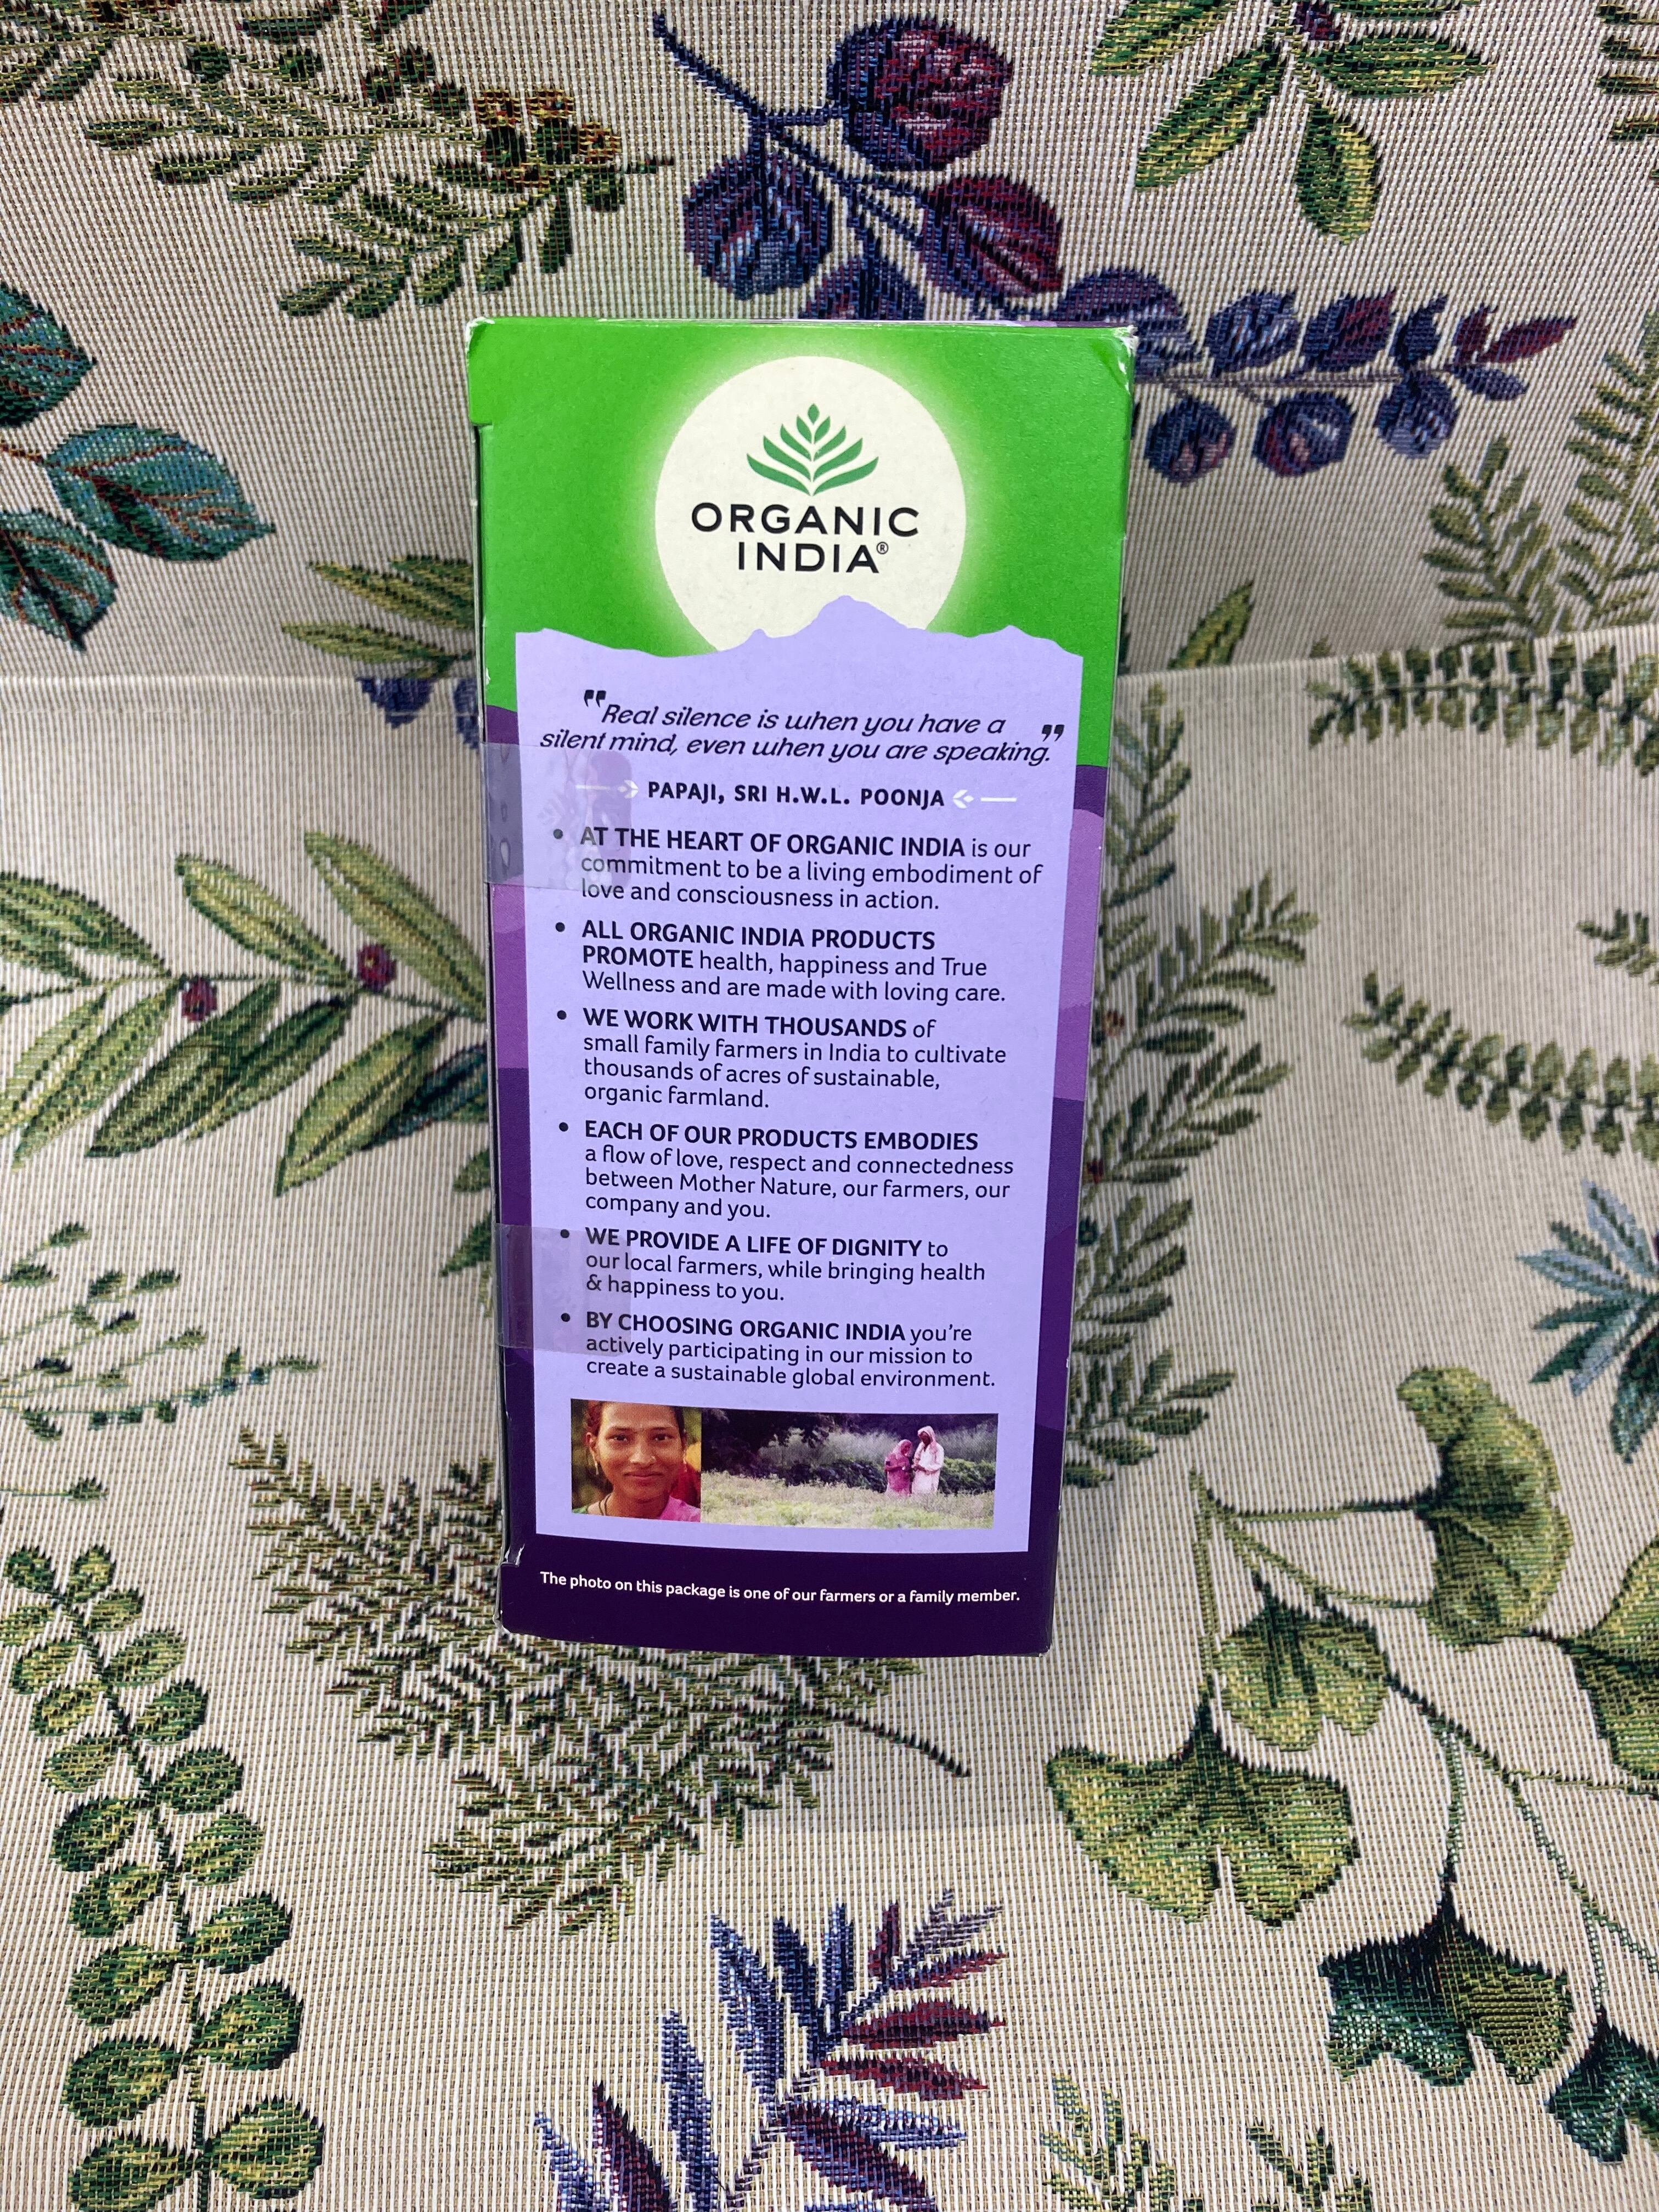 ORGANIC
INDIA®
"Real silence is when you have a
silent mind, even when you are speaking."
PAPAJI, SRI H.W.L. POONJA
• AT THE HEART OF ORGANIC INDIA is our
commitment to be a living embodiment of
love and consciousness in action.
• ALL ORGANIC INDIA PRODUCTS
PROMOTE health, happiness and True
Wellness and are made with loving care.
• WE WORK WITH THOUSANDS of
small family farmers in India to cultivate
thousands of acres of sustainable,
organic farmland.
• EACH OF OUR PRODUCTS EMBODIES
a flow of love, respect and connectedness
between Mother Nature, our farmers, our
company and you.
• WE PROVIDE A LIFE OF DIGNITY to
our local farmers, while bringing health
& happiness to you.
• BY CHOOSING ORGANIC INDIA you're
actively participating in our mission to
create a sustainable global environment.
The photo on this package is one of our farmers or a family member.